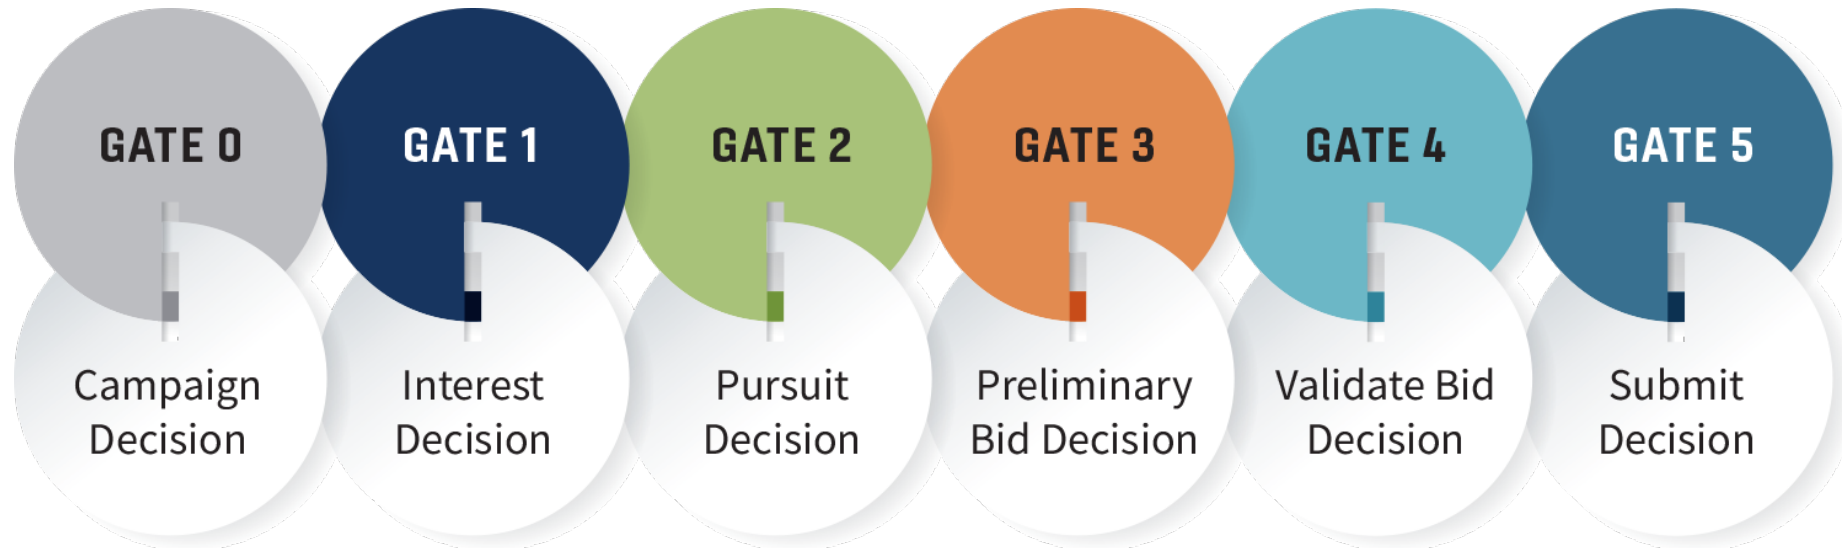 GATE 0
Campaign
Decision
GATE 1
Interest
Decision
GATE 2
Pursuit
Decision
GATE 3
Preliminary
Bid Decision
GATE 4
Validate Bid
Decision
GATE 5
Submit
Decision